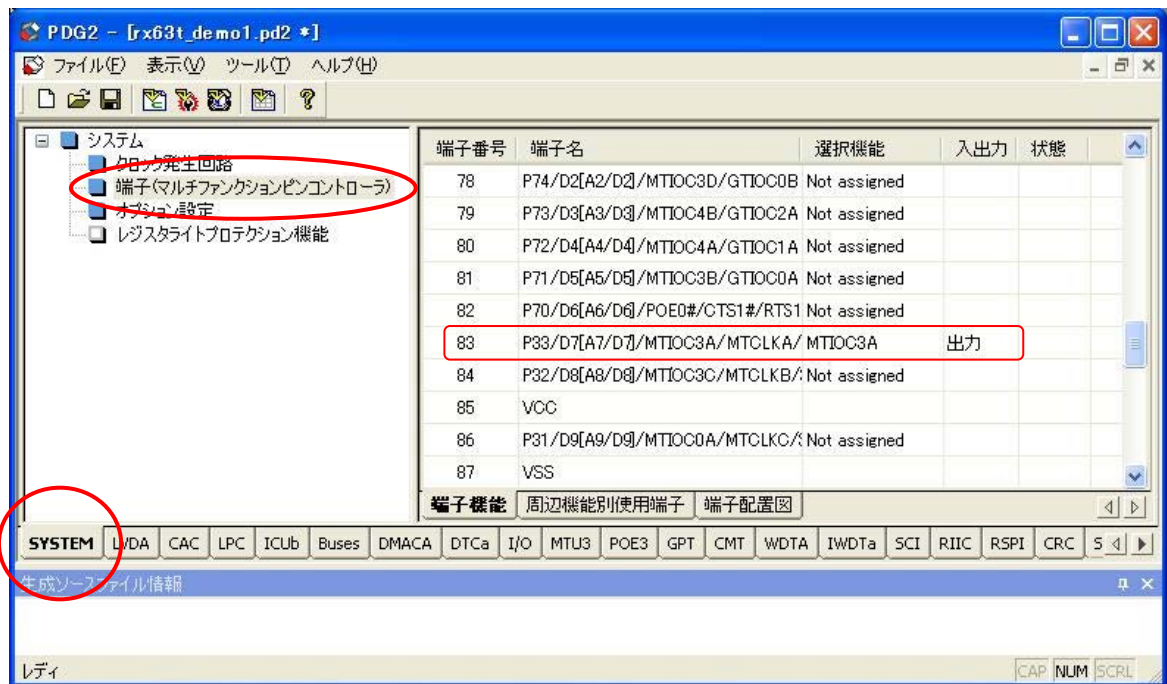 PDG2 - [rx63t_demo1.pd2 *]
ファイル(F) 表示(V) ツール(T) ヘルプ(H)
システム
クロック発生回路
端子(マルチファンクションピンコントローラ)
オプション設定
レジスタライトプロテクション機能
端子番号 端子名 選択機能 入出力 状態
78 P74/D2[A2/D2]/MTIOC3D/GTIOC0B Not assigned
79 P73/D3[A3/D3]/MTIOC4B/GTIOC2A Not assigned
80 P72/D4[A4/D4]/MTIOC4A/GTIOC1A Not assigned
81 P71/D5[A5/D5]/MTIOC3B/GTIOC0A Not assigned
82 P70/D6[A6/D6]/POE0#/CTS1#/RTS1 Not assigned
83 P33/D7[A7/D7]/MTIOC3A/MTCLKA/ MTIOC3A 出力
84 P32/D8[A8/D8]/MTIOC3C/MTCLKB/ Not assigned
85 VCC
86 P31/D9[A9/D9]/MTIOC0A/MTCLKC/ Not assigned
87 VSS
端子機能 周辺機能別使用端子 端子配置図
SYSTEM LVDA CAC LPC ICUb Buses DMACA DTCa I/O MTU3 POE3 GPT CMT WDTA IWDTa SCI RIIC RSPI CRC S
生成ソースファイル情報
レディ CAP NUM SCRL